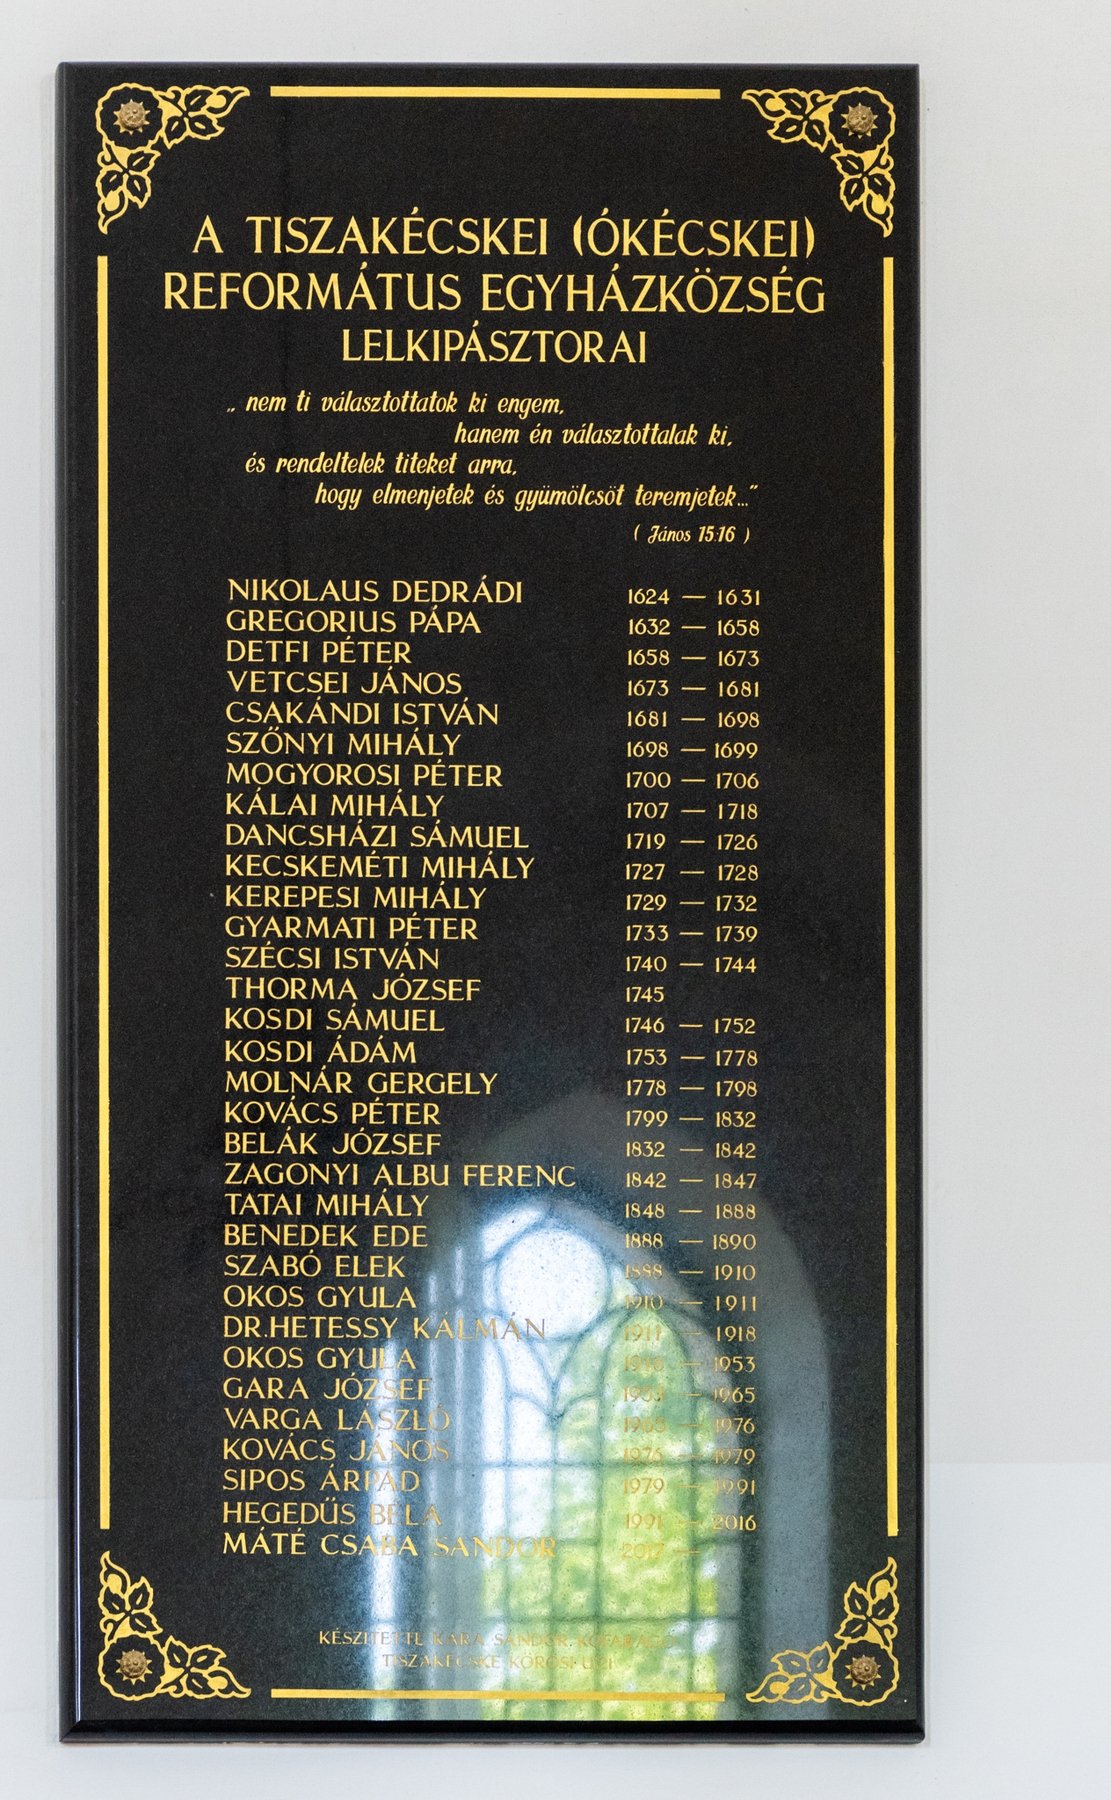 A TISZAKÉCSKEI (ÓKÉCSKEI)
REFORMÁTUS EGYHÁZKÖZSÉG
LELKIPÁSZTORAI
„ nem ti választottatok ki engem,
hanem én választottalak ki,
és rendeltelek titeket arra,
hogy elmenjetek és gyümölcsöt teremjetek..."
( János 15:16 )
NIKOLAUS DEDRÁDI 1624 — 1631
GREGORIUS PÁPA 1632 — 1658
DETFI PÉTER 1658 — 1673
VETCSEI JÁNOS 1673 — 1681
CSAKÁNDI ISTVÁN 1681 — 1698
SZŐNYI MIHÁLY 1698 — 1699
MOGYOROSI PÉTER 1700 — 1706
KÁLAI MIHÁLY 1707 — 1718
DANCSHÁZI SÁMUEL 1719 — 1726
KECSKEMÉTI MIHÁLY 1727 — 1728
KEREPESI MIHÁLY 1729 — 1732
GYARMATI PÉTER 1733 — 1739
SZÉCSI ISTVÁN 1740 — 1744
THORMA JÓZSEF 1745
KOSDI SÁMUEL 1746 — 1752
KOSDI ÁDÁM 1753 — 1778
MOLNÁR GERGELY 1778 — 1798
KOVÁCS PÉTER 1799 — 1832
BELÁK JÓZSEF 1832 — 1842
ZAGONYI ALBU FERENC 1842 — 1847
TATAI MIHÁLY 1848 — 1888
BENEDEK EDE 1888 — 1890
SZABÓ ELEK 1888 — 1910
OKOS GYULA 1910 — 1911
DR.HETESSY KÁLMÁN 1911 — 1918
OKOS GYULA — 1953
GARA JÓZSEF 1953 — 1965
VARGA LÁSZLÓ — 1976
KOVÁCS JÁNOS 1976 — 1979
SIPOS ÁRPÁD 1979 — 1991
HEGEDŰS BÉLA 1991 — 2016
MÁTÉ CSABA SÁNDOR 2017 —
KÉSZÍTETTE KARA SÁNDOR
TISZAKÉCSKE KŐRÖSI